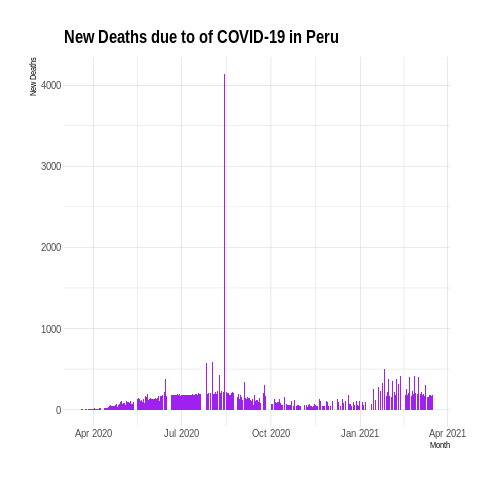 New Deaths due to of COVID-19 in Peru
New Deaths
4000
3000
2000
1000
0
Apr 2020
Jul 2020
Oct 2020
Jan 2021
Apr 2021
Month